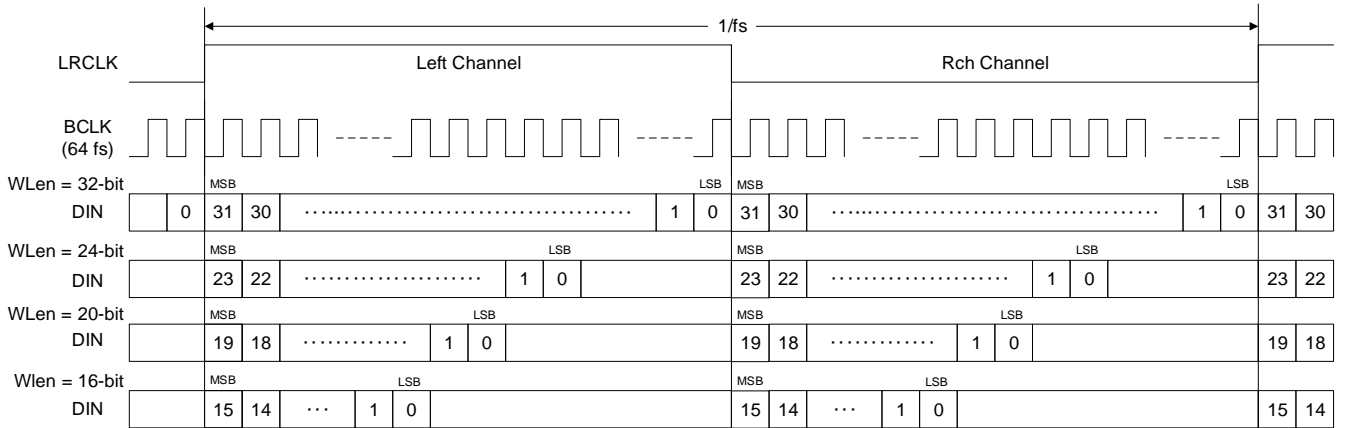 1/fs
LRCLK Left Channel Rch Channel
BCLK
(64 fs)
WLen = 32-bit MSB LSB MSB LSB
DIN 0 31 30 ······································ 1 0 31 30 ······································ 1 0 31 30
WLen = 24-bit MSB LSB MSB LSB
DIN 23 22 ······················ 1 0 23 22 ······················ 1 0 23 22
WLen = 20-bit MSB LSB MSB LSB
DIN 19 18 ············· 1 0 19 18 ············· 1 0 19 18
Wlen = 16-bit MSB LSB MSB LSB
DIN 15 14 ··· 1 0 15 14 ··· 1 0 15 14